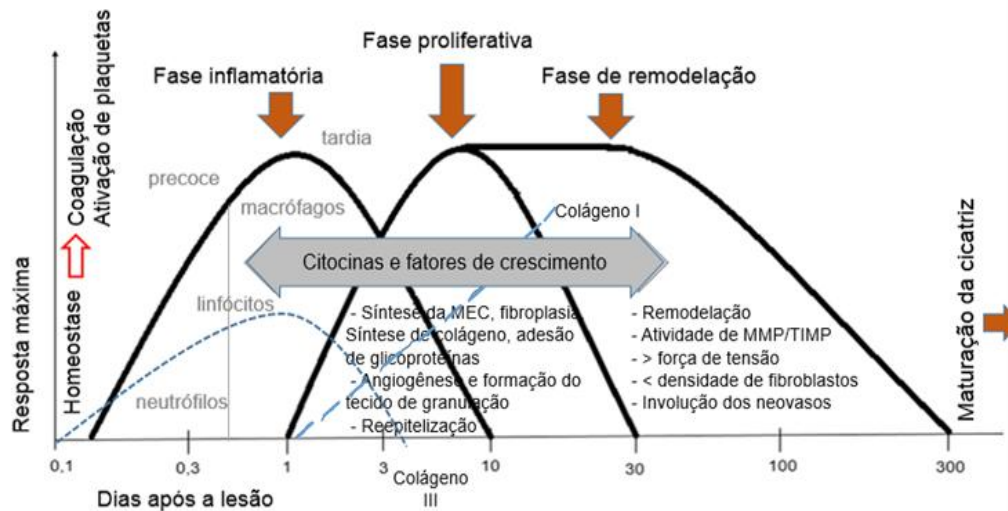 Fase proliferativa
Fase inflamatória
Fase de remodelação
Coagulação
Ativação de plaquetas
tardia
precoce
macrófagos
Colágeno I
Citocinas e fatores de crescimento
linfócitos
neutrófilos
- Síntese da MEC, fibroplasia
Síntese de colágeno, adesão
de glicoproteínas
- Angiogênese e formação do
tecido de granulação
- Reepitelização
- Remodelação
- Atividade de MMP/TIMP
- > força de tensão
- < densidade de fibroblastos
- Involução dos neovasos
Resposta máxima
Homeostase
Maturação da cicatriz
0,1 0,3 1 3 10 30 100 300
Colágeno
III
Dias após a lesão